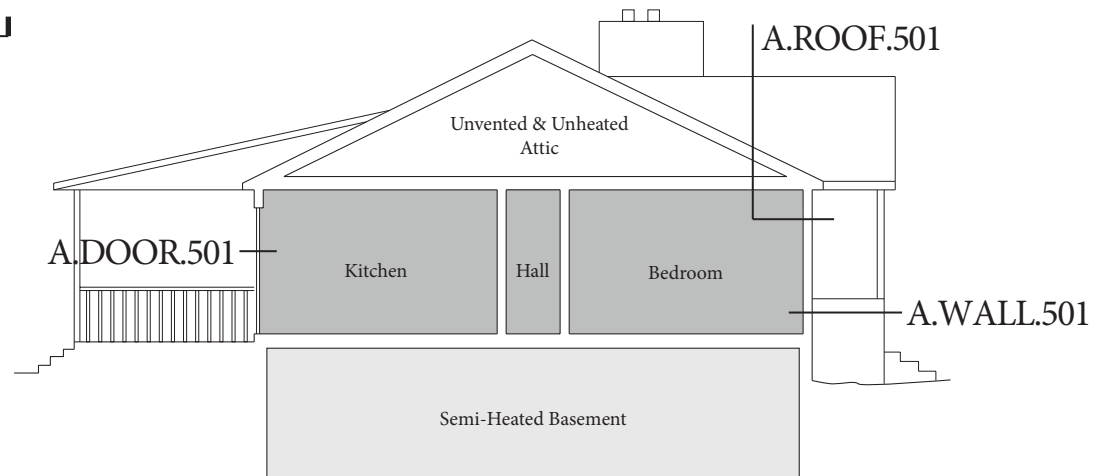 A.ROOF.501
Unvented & Unheated
Attic
A.DOOR.501
Kitchen
Hall
Bedroom
A.WALL.501
Semi-Heated Basement